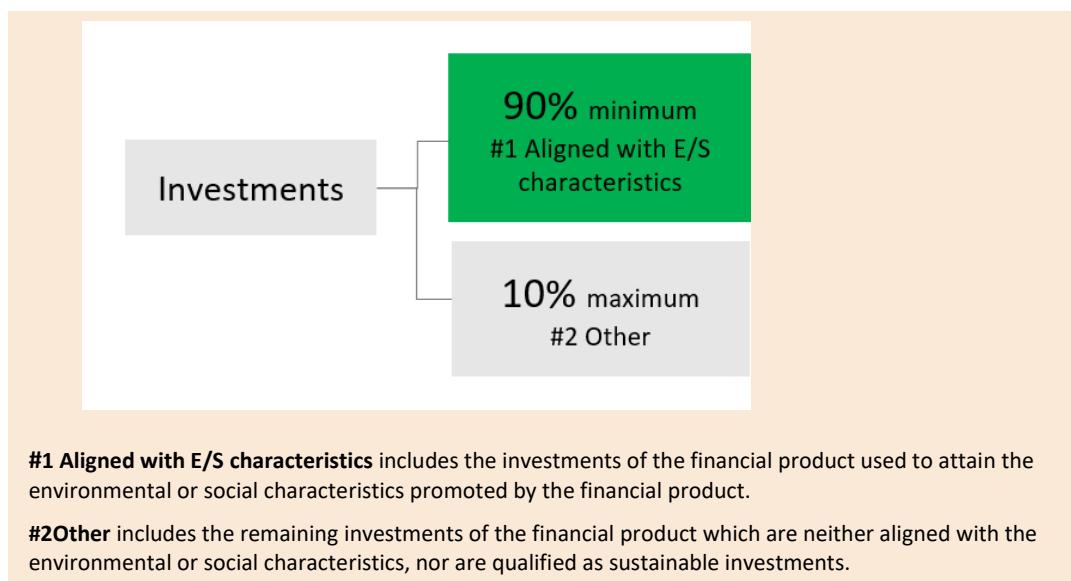 90% minimum
#1 Aligned with E/S
characteristics
Investments
10% maximum
#2 Other
#1 Aligned with E/S characteristics includes the investments of the financial product used to attain the
environmental or social characteristics promoted by the financial product.
#2Other includes the remaining investments of the financial product which are neither aligned with the
environmental or social characteristics, nor are qualified as sustainable investments.